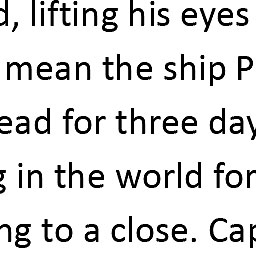 d, lifting his eyes
mean the ship P
ead for three day
g in the world for
ng to a close. Cap